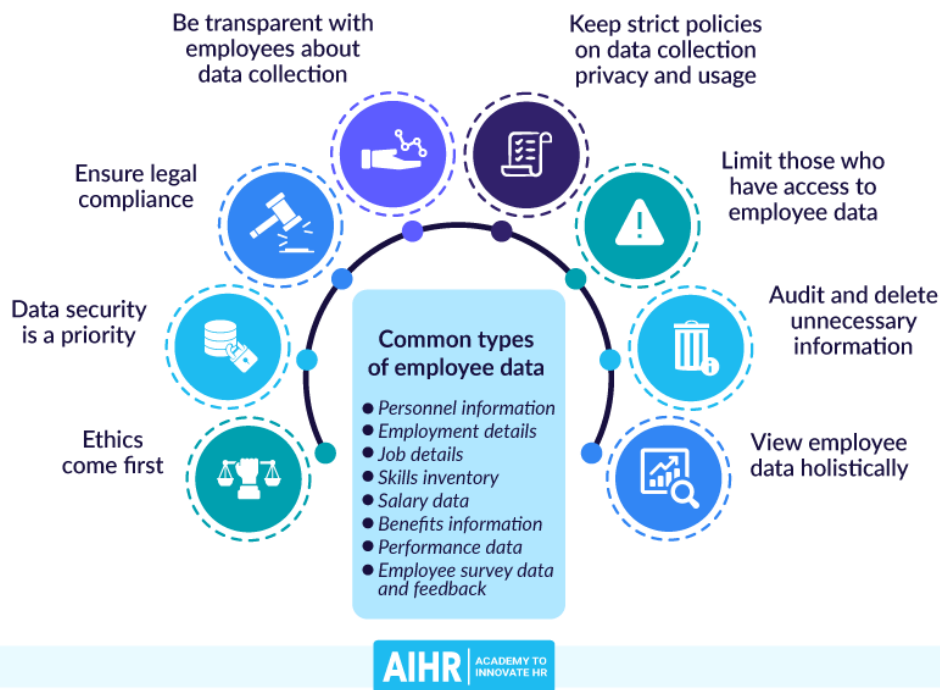 Be transparent with
employees about
data collection
Keep strict policies
on data collection
privacy and usage
Ensure legal
compliance
Limit those who
have access to
employee data
Data security
is a priority
Audit and delete
unnecessary
information
Ethics
come first
View employee
data holistically
Common types
of employee data
Personnel information
Employment details
Job details
Skills inventory
Salary data
Benefits information
Performance data
Employee survey data
and feedback
AIHR
ACADEMY TO
INNOVATE HR